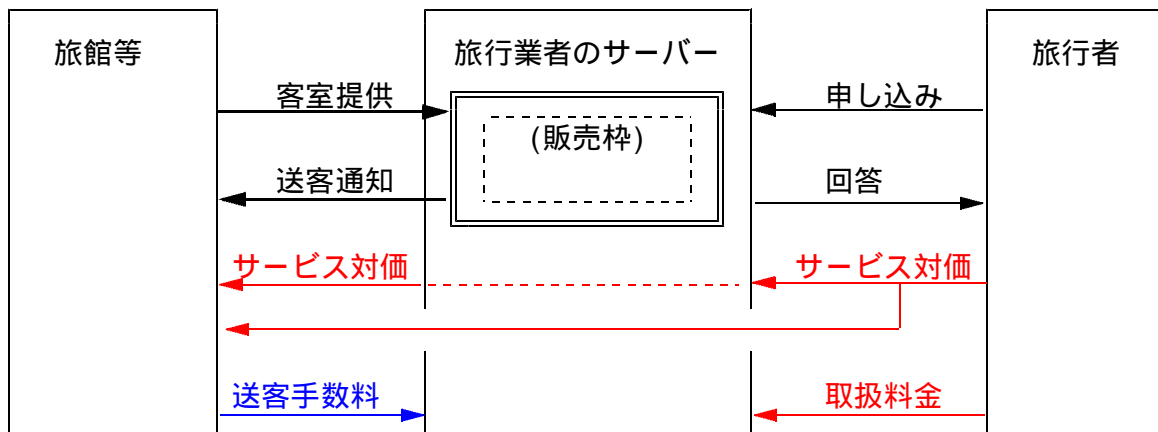 旅館等
旅行業者のサーバー
旅行者
客室提供
申し込み
(販売枠)
送客通知
回答
サービス対価
サービス対価
送客手数料
取扱料金